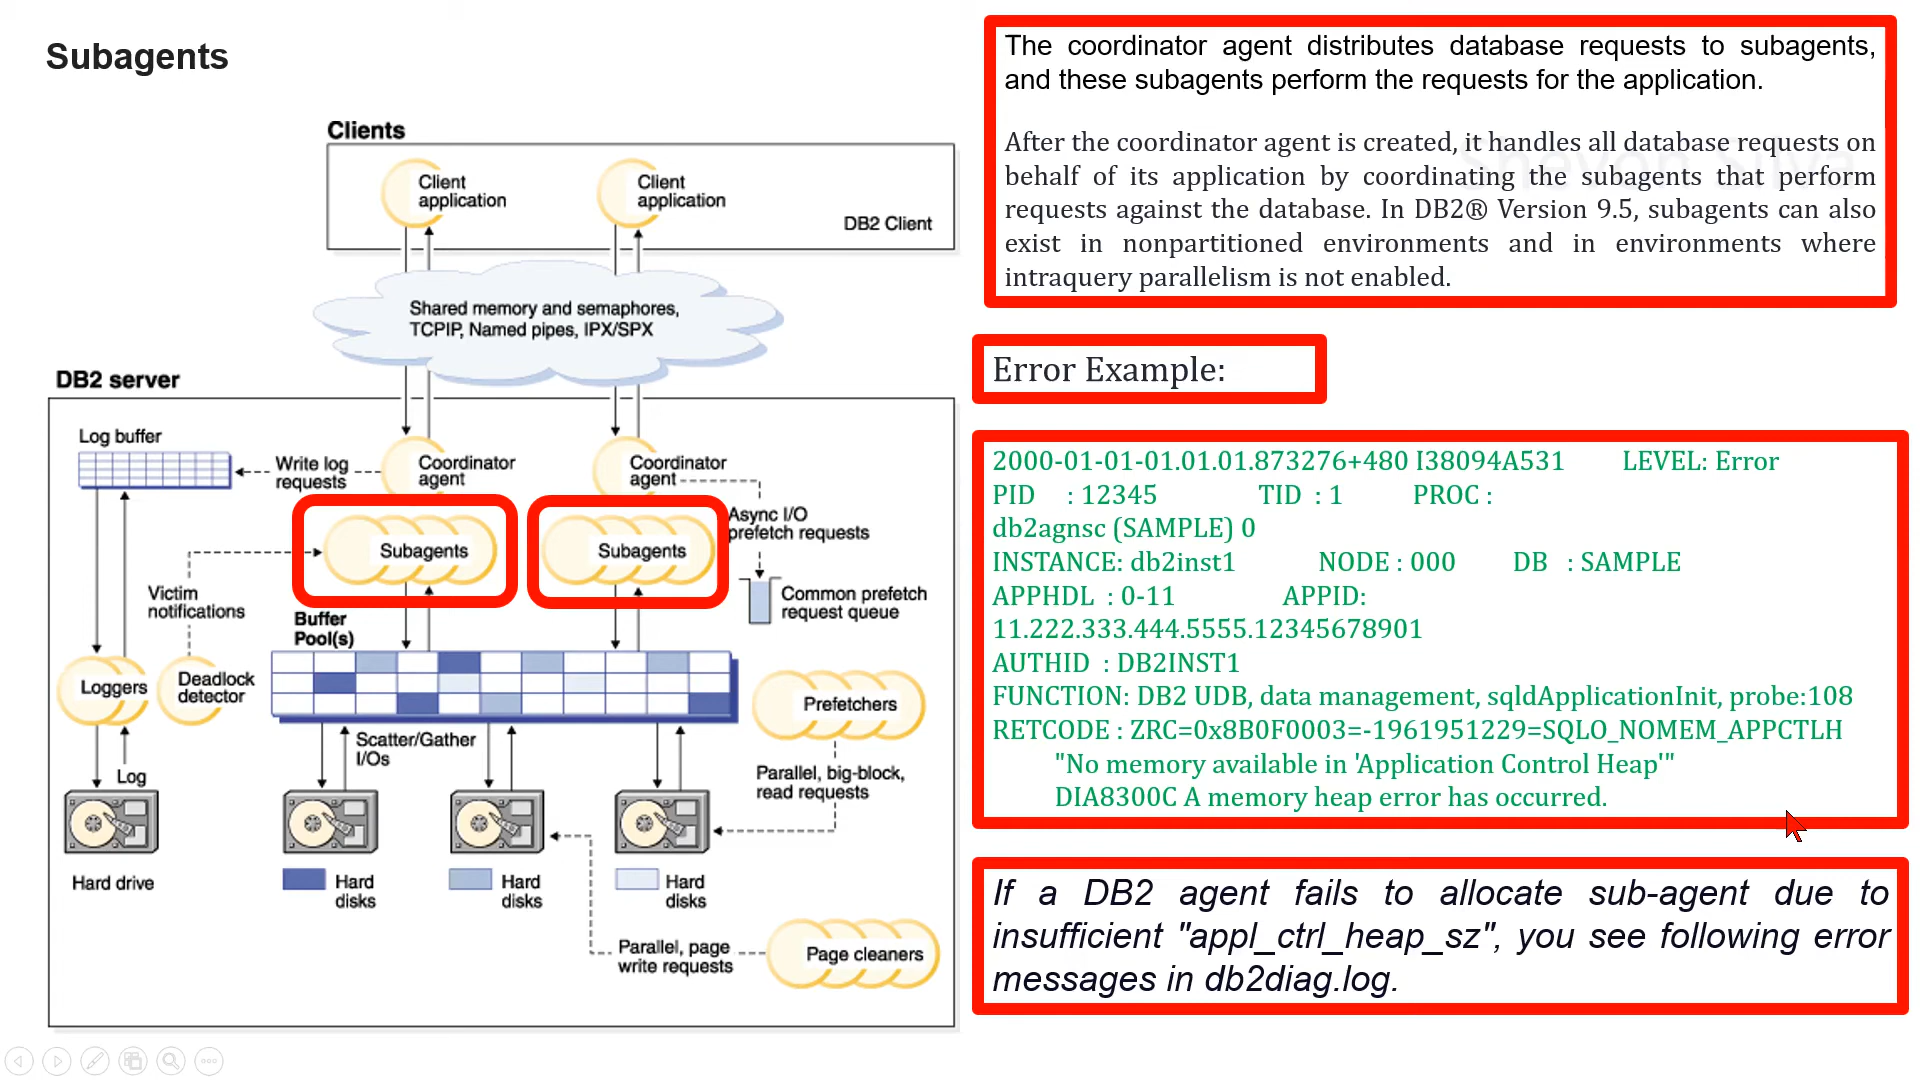 Subagents
Clients
Client
application
Client
application
DB2 Client
Shared memory and semaphores,
TCPIP, Named pipes, IPX/SPX
DB2 server
Log buffer
Write log
requests
Coordinator
agent
Coordinator
agent
Async I/O
prefetch requests
Subagents
Subagents
Victim
notifications
Common prefetch
request queue
Buffer
Pool(s)
Loggers
Deadlock
detector
Prefetchers
Scatter/Gather
I/Os
Log
Parallel, big-block,
read requests
Hard drive
Hard
disks
Hard
disks
Hard
disks
Parallel, page
write requests
Page cleaners
The coordinator agent distributes database requests to subagents,
and these subagents perform the requests for the application.
After the coordinator agent is created, it handles all database requests on
behalf of its application by coordinating the subagents that perform
requests against the database. In DB2® Version 9.5, subagents can also
exist in nonpartitioned environments and in environments where
intraquery parallelism is not enabled.
Error Example:
2000-01-01-01.01.01.873276+480 I38094A531 LEVEL: Error
PID : 12345 TID : 1 PROC :
db2agnsc (SAMPLE) 0
INSTANCE: db2inst1 NODE : 000 DB : SAMPLE
APPHDL : 0-11 APPID:
11.222.333.444.5555.12345678901
AUTHID : DB2INST1
FUNCTION: DB2 UDB, data management, sqldApplicationInit, probe:108
RETCODE : ZRC=0x8B0F0003=-1961951229=SQLO_NOMEM_APPCTLH
"No memory available in 'Application Control Heap'"
DIA8300C A memory heap error has occurred.
If a DB2 agent fails to allocate sub-agent due to
insufficient "appl_ctrl_heap_sz", you see following error
messages in db2diag.log.